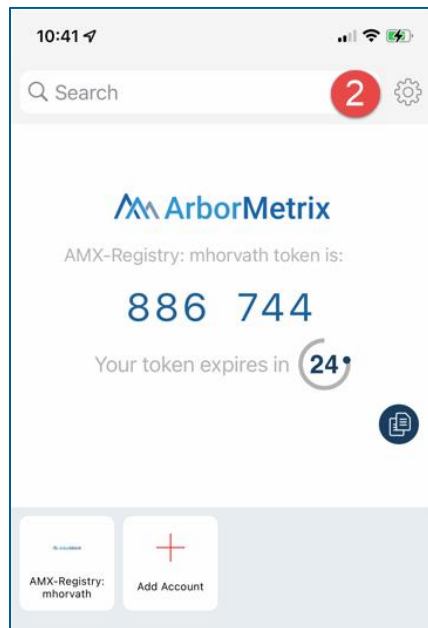 10:41
Search
2
ArborMetrix
AMX-Registry: mhorvath token is:
886 744
Your token expires in 24
AMX-Registry:
mhorvath
Add Account